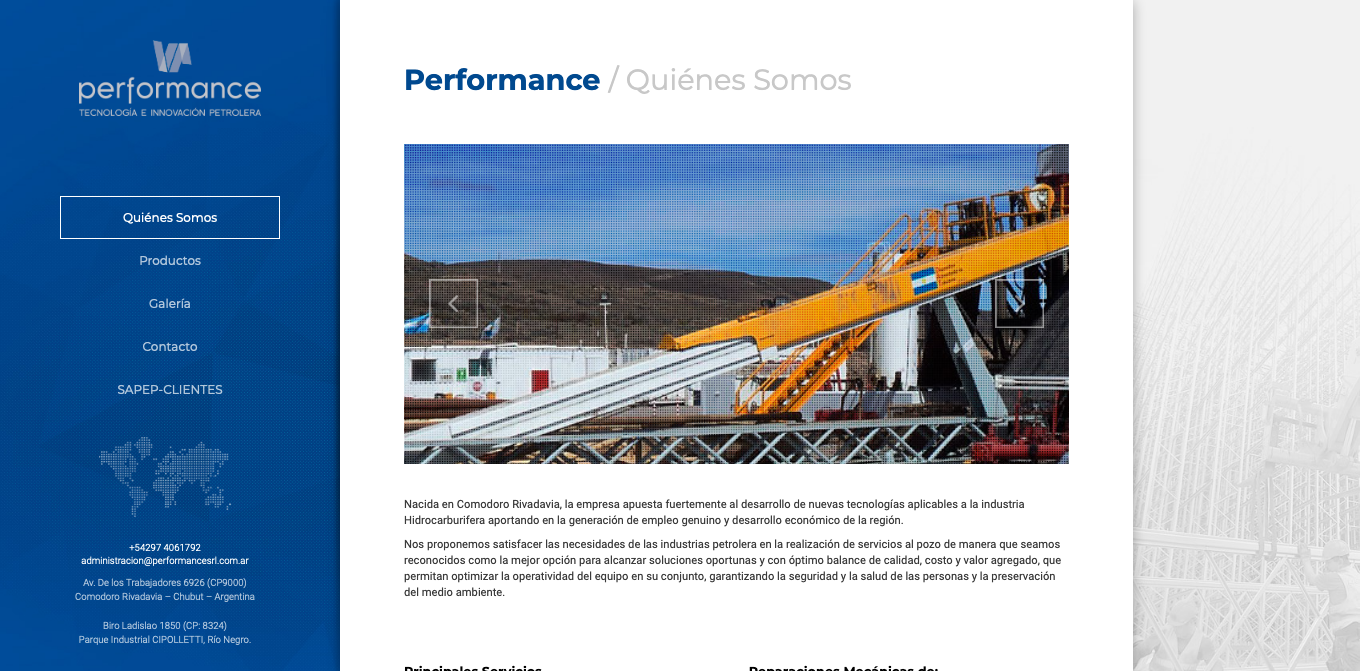 performance
TECNOLOGÍA E INNOVACIÓN PETROLERA
Quiénes Somos
Productos
Galería
Contacto
SAPEP-CLIENTES
+54297 4061792
administracion@performancesrl.com.ar
Av. De los Trabajadores 6926 (CP9000)
Comodoro Rivadavia – Chubut – Argentina
Biro Ladislao 1850 (CP: 8324)
Parque Industrial CIPOLLETTI, Río Negro.
Performance / Quiénes Somos
Nacida en Comodoro Rivadavia, la empresa apuesta fuertemente al desarrollo de nuevas tecnologías aplicables a la industria
Hidrocarburifera aportando en la generación de empleo genuino y desarrollo económico de la región.
Nos proponemos satisfacer las necesidades de las industrias petrolera en la realización de servicios al pozo de manera que seamos
reconocidos como la mejor opción para alcanzar soluciones oportunas y con óptimo balance de calidad, costo y valor agregado, que
permitan optimizar la operatividad del equipo en su conjunto, garantizando la seguridad y la salud de las personas y la preservación
del medio ambiente.
Principales Servicios
Reparaciones Mecánicas de: